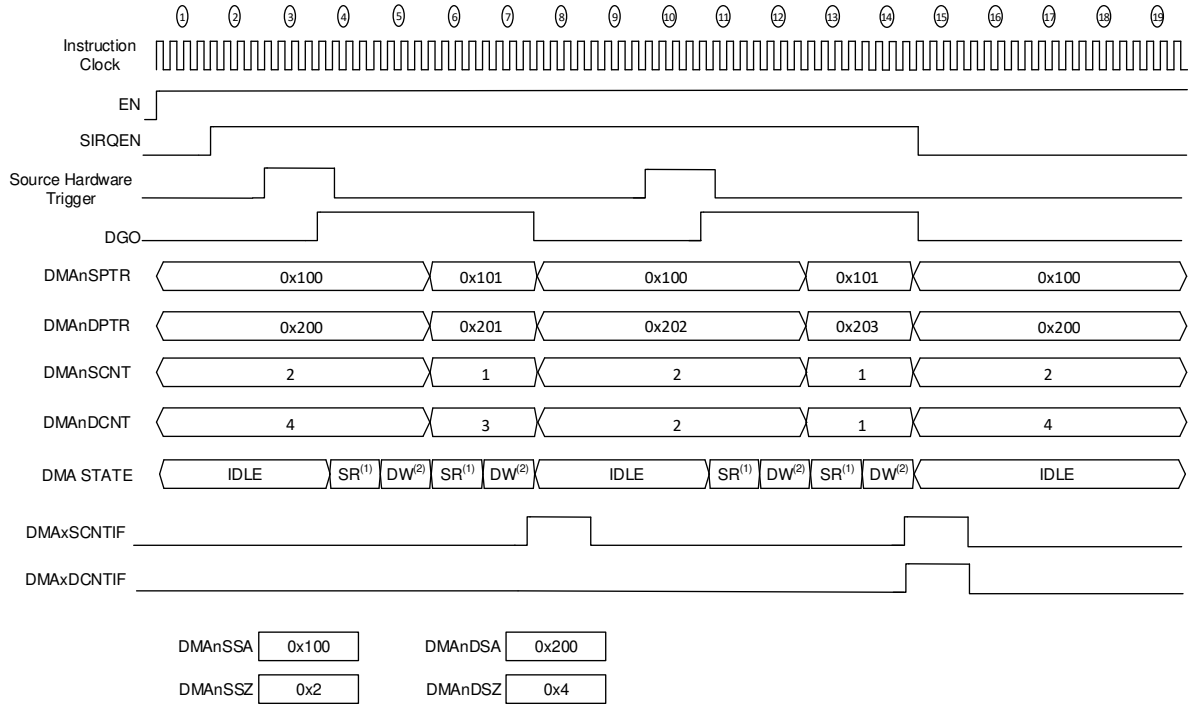 1 2 3 4 5 6 7 8 9 10 11 12 13 14 15 16 17 18 19
Instruction
Clock
EN
SIRQEN
Source Hardware
Trigger
DGO
DMAnSPTR 0x100 0x101 0x100 0x101 0x100
DMAnDPTR 0x200 0x201 0x202 0x203 0x200
DMAnSCNT 2 1 2 1 2
DMAnDCNT 4 3 2 1 4
DMA STATE IDLE SR(1) DW(2) SR(1) DW(2) IDLE SR(1) DW(2) SR(1) DW(2) IDLE
DMAxSCNTIF
DMAxDCNTIF
DMAnSSA 0x100 DMAnDSA 0x200
DMAnSSZ 0x2 DMAnDSZ 0x4